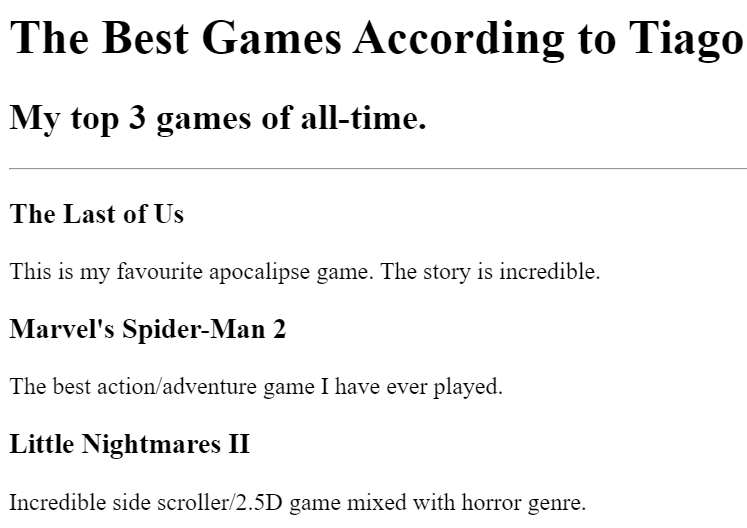 The Best Games According to Tiago
My top 3 games of all-time.
The Last of Us
This is my favourite apocalipse game. The story is incredible.
Marvel's Spider-Man 2
The best action/adventure game I have ever played.
Little Nightmares II
Incredible side scroller/2.5D game mixed with horror genre.